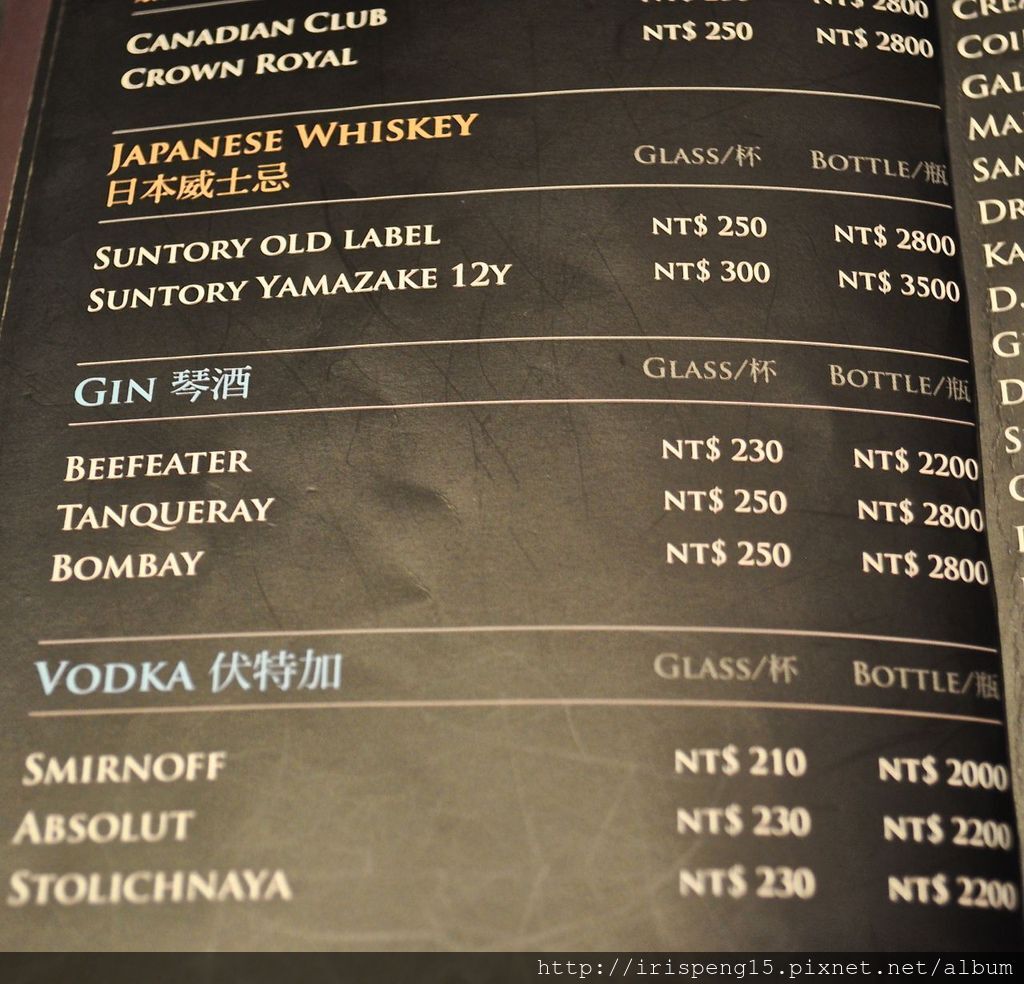 CANADIAN CLUB 2800
CROWN ROYAL NT$ 250 NT$ 2800
JAPANESE WHISKEY
日本威士忌 GLASS/杯 BOTTLE/瓶
SUNTORY OLD LABEL NT$ 250 NT$ 2800
SUNTORY YAMAZAKE 12Y NT$ 300 NT$ 3500
GIN 琴酒 GLASS/杯 BOTTLE/瓶
BEEFEATER NT$ 230 NT$ 2200
TANQUERAY NT$ 250 NT$ 2800
BOMBAY NT$ 250 NT$ 2800
VODKA 伏特加 GLASS/杯 BOTTLE/瓶
SMIRNOFF NT$ 210 NT$ 2000
ABSOLUT NT$ 230 NT$ 2200
STOLICHNAYA NT$ 230 NT$ 2200
http://irispeng15.pixnet.net/album